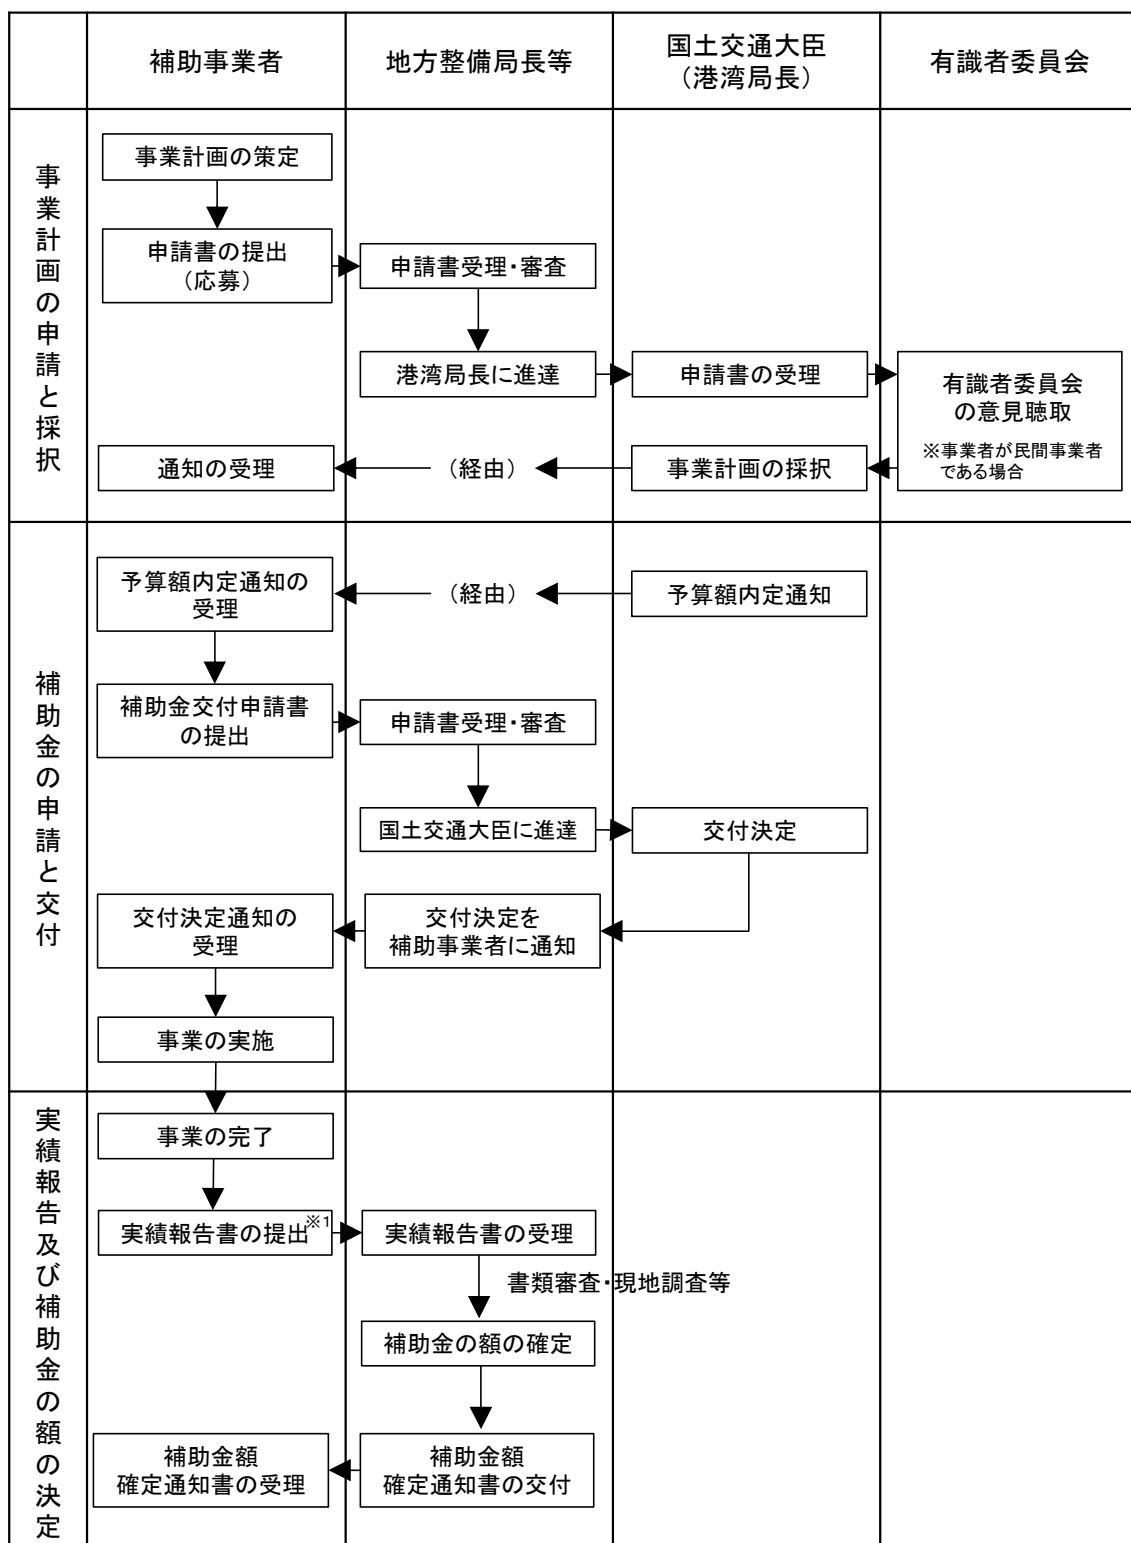 補助事業者
地方整備局長等
国土交通大臣
（港湾局長）
有識者委員会
事業計画の申請と採択
事業計画の策定
申請書の提出
（応募）
申請書受理・審査
港湾局長に進達
申請書の受理
有識者委員会
の意見聴取
※事業者が民間事業者
である場合
通知の受理
（経由）
事業計画の採択
補助金の申請と交付
予算額内定通知の
受理
（経由）
予算額内定通知
補助金交付申請書
の提出
申請書受理・審査
国土交通大臣に進達
交付決定
交付決定通知の
受理
交付決定を
補助事業者に通知
事業の実施
実績報告及び補助金の額の決定
事業の完了
実績報告書の提出※1
実績報告書の受理
書類審査・現地調査等
補助金の額の確定
補助金額
確定通知書の受理
補助金額
確定通知書の交付